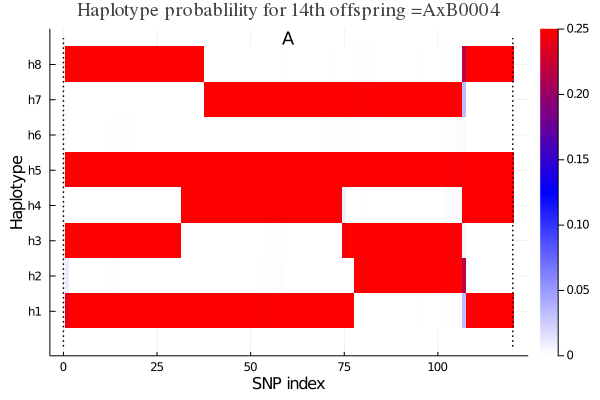 Haplotype probablility for 14th offspring =AxB0004
A
h8
h7
h6
h5
h4
h3
h2
h1
Haplotype
0 25 50 75 100
SNP index
0.25
0.20
0.15
0.10
0.05
0